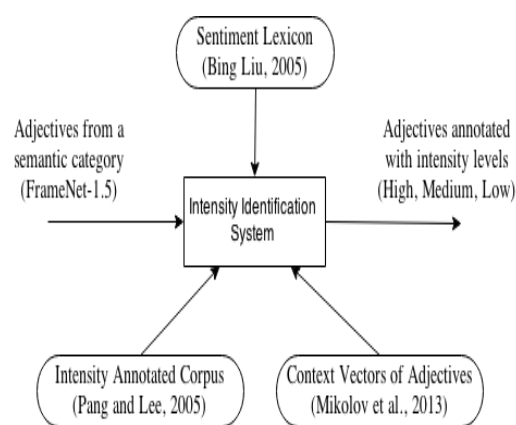 Sentiment Lexicon
(Bing Liu, 2005)
Adjectives from a
semantic category
(FrameNet-1.5)
Adjectives annotated
with intensity levels
(High, Medium, Low)
Intensity Identification
System
Intensity Annotated Corpus
(Pang and Lee, 2005)
Context Vectors of Adjectives
(Mikolov et al., 2013)